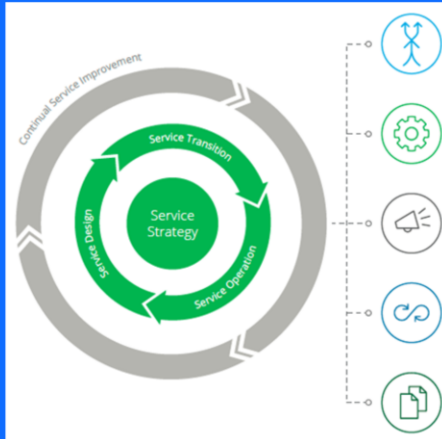 Continual Service Improvement
Service Transition
Service Design
Service
Strategy
Service Operation